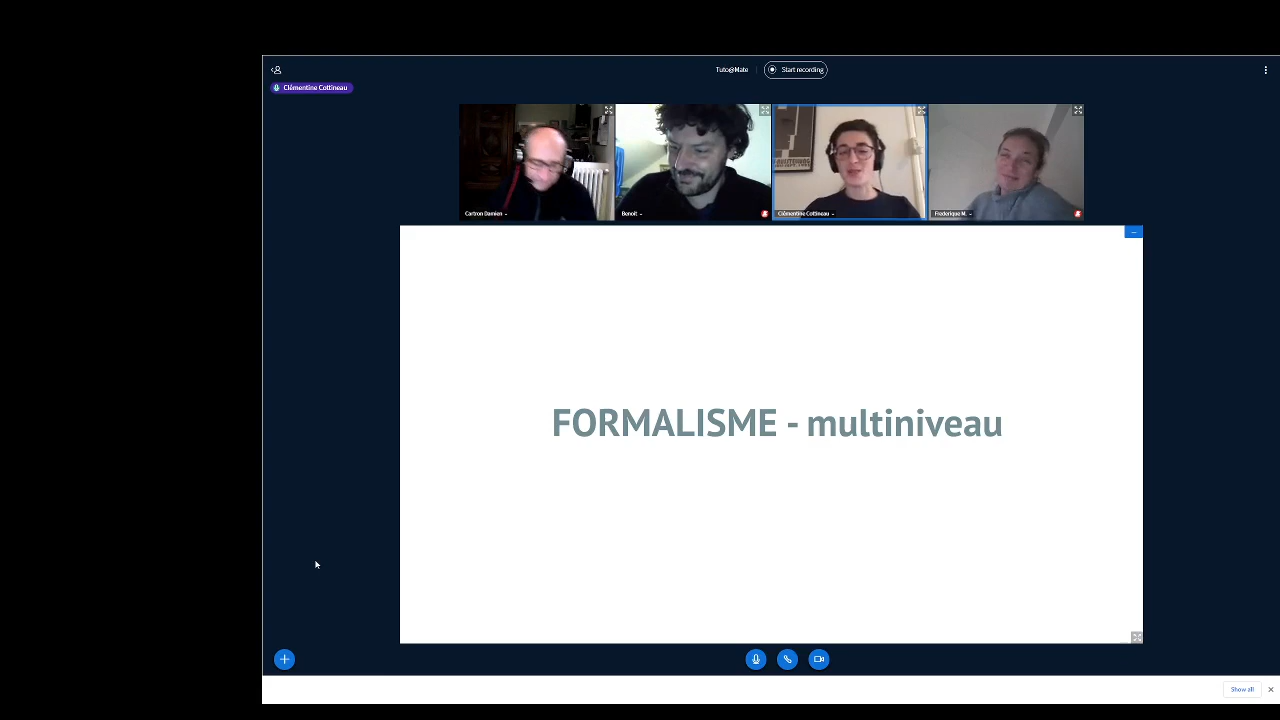 Tuto@Mate
Start recording
Clémentine Cottineau
Cartron Damien
Benoit
Clémentine Cottineau
Frederique M.
FORMALISME - multiniveau
Show all